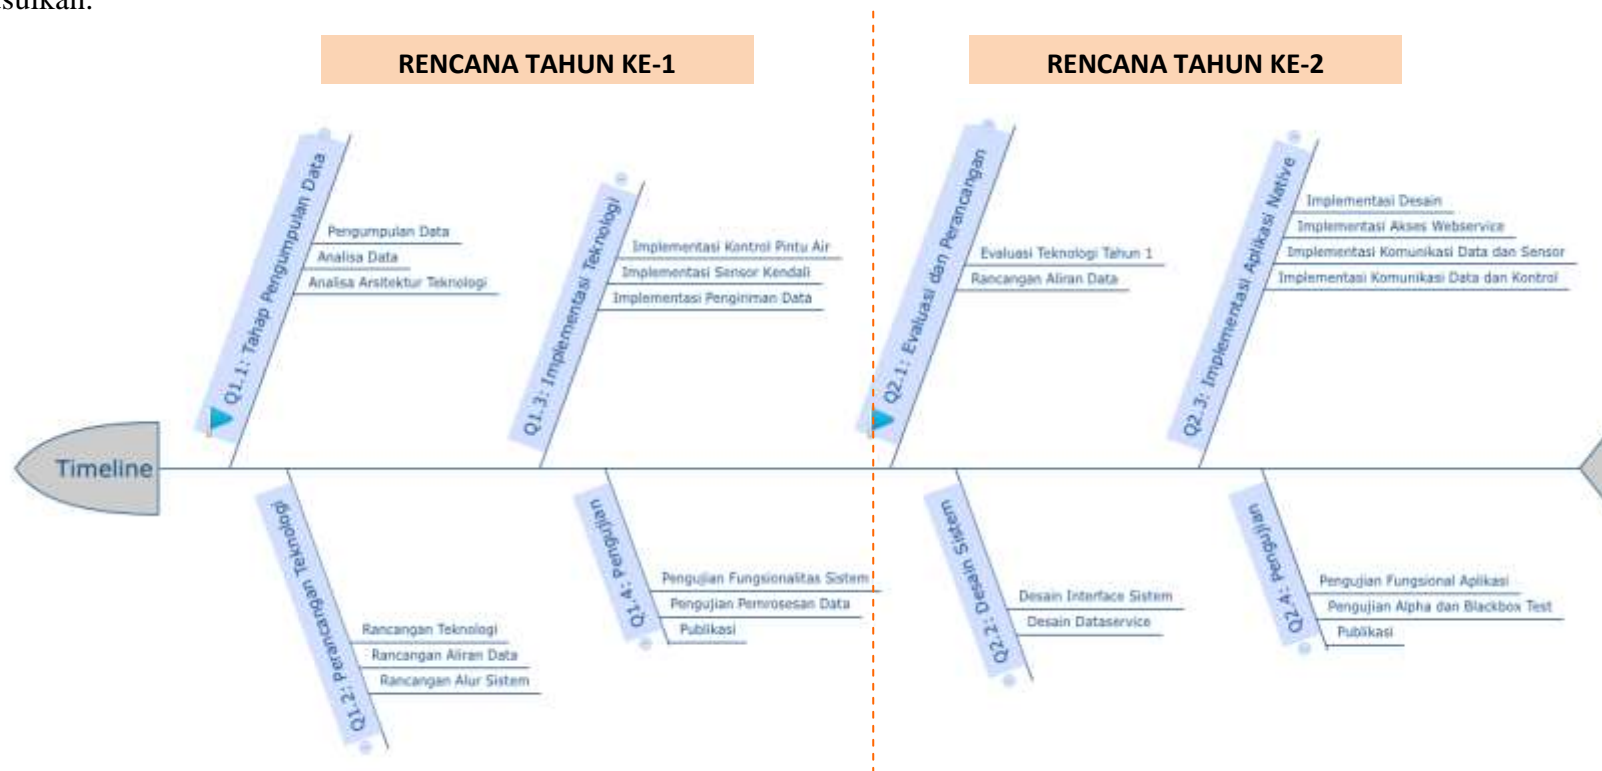 RENCANA TAHUN KE-1
RENCANA TAHUN KE-2
Timeline
Q1.1: Tahap Pengumpulan Data
Pengumpulan Data
Analisa Data
Analisa Arsitektur Teknologi
Q1.2: Perancangan Teknologi
Rancangan Teknologi
Rancangan Aliran Data
Rancangan Alur Sistem
Q1.3: Implementasi Teknologi
Implementasi Kontrol Pintu Air
Implementasi Sensor Kendali
Implementasi Pengiriman Data
Q1.4: Pengujian
Pengujian Fungsionalitas Sistem
Pengujian Pemrosesan Data
Publikasi
Q2.1: Evaluasi dan Perancangan
Evaluasi Teknologi Tahun 1
Rancangan Aliran Data
Q2.2: Desain Sistem
Desain Interface Sistem
Desain Dataservice
Q2.3: Implementasi Aplikasi Native
Implementasi Desain
Implementasi Akses Webservice
Implementasi Komunikasi Data dan Sensor
Implementasi Komunikasi Data dan Kontrol
Q2.4: Pengujian
Pengujian Fungsional Aplikasi
Pengujian Alpha dan Blackbox Test
Publikasi